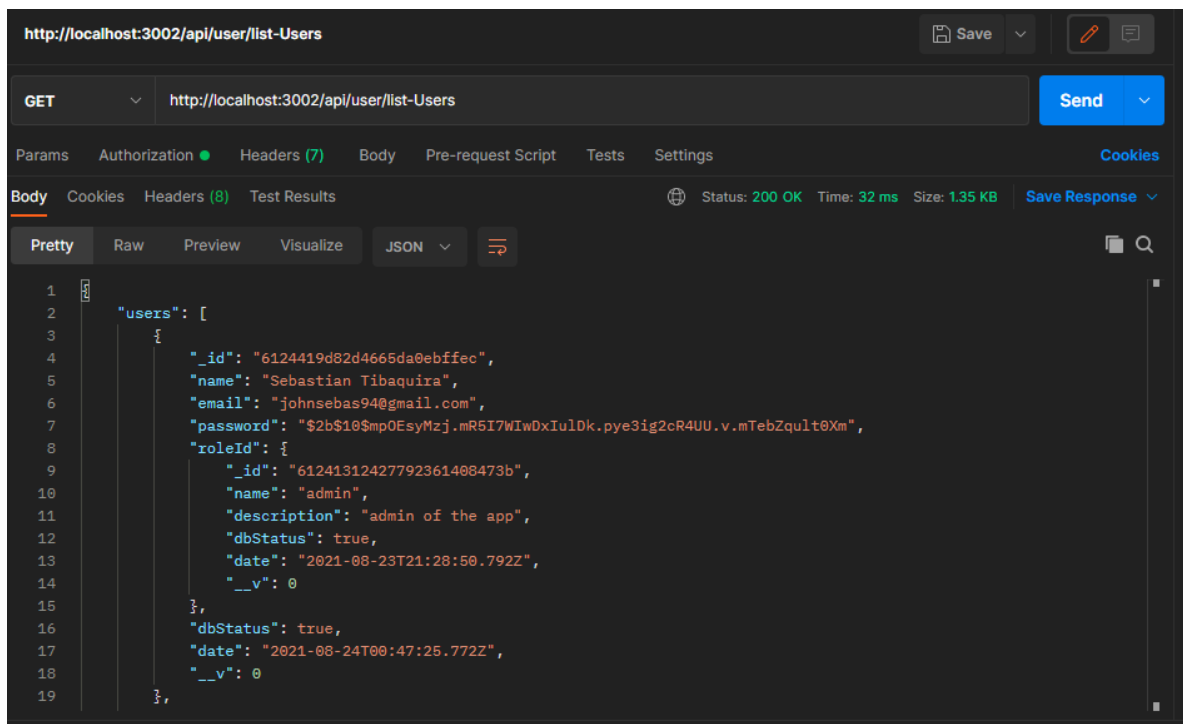 http://localhost:3002/api/user/list-Users Save
GET http://localhost:3002/api/user/list-Users Send
Params Authorization Headers (7) Body Pre-request Script Tests Settings Cookies
Body Cookies Headers (8) Test Results Status: 200 OK Time: 32 ms Size: 1.35 KB Save Response
Pretty Raw Preview Visualize JSON
1 {
2 "users": [
3 {
4 "_id": "6124419d82d4665da0ebffec",
5 "name": "Sebastian Tibaquira",
6 "email": "johnsebas94@gmail.com",
7 "password": "$2b$10$mpOEsyMzj.mR5I7WIwDxIulDk.pye3ig2cR4UU.v.mTebZqult0Xm",
8 "roleId": {
9 "_id": "61241312427792361408473b",
10 "name": "admin",
11 "description": "admin of the app",
12 "dbStatus": true,
13 "date": "2021-08-23T21:28:50.792Z",
14 "__v": 0
15 },
16 "dbStatus": true,
17 "date": "2021-08-24T00:47:25.772Z",
18 "__v": 0
19 },